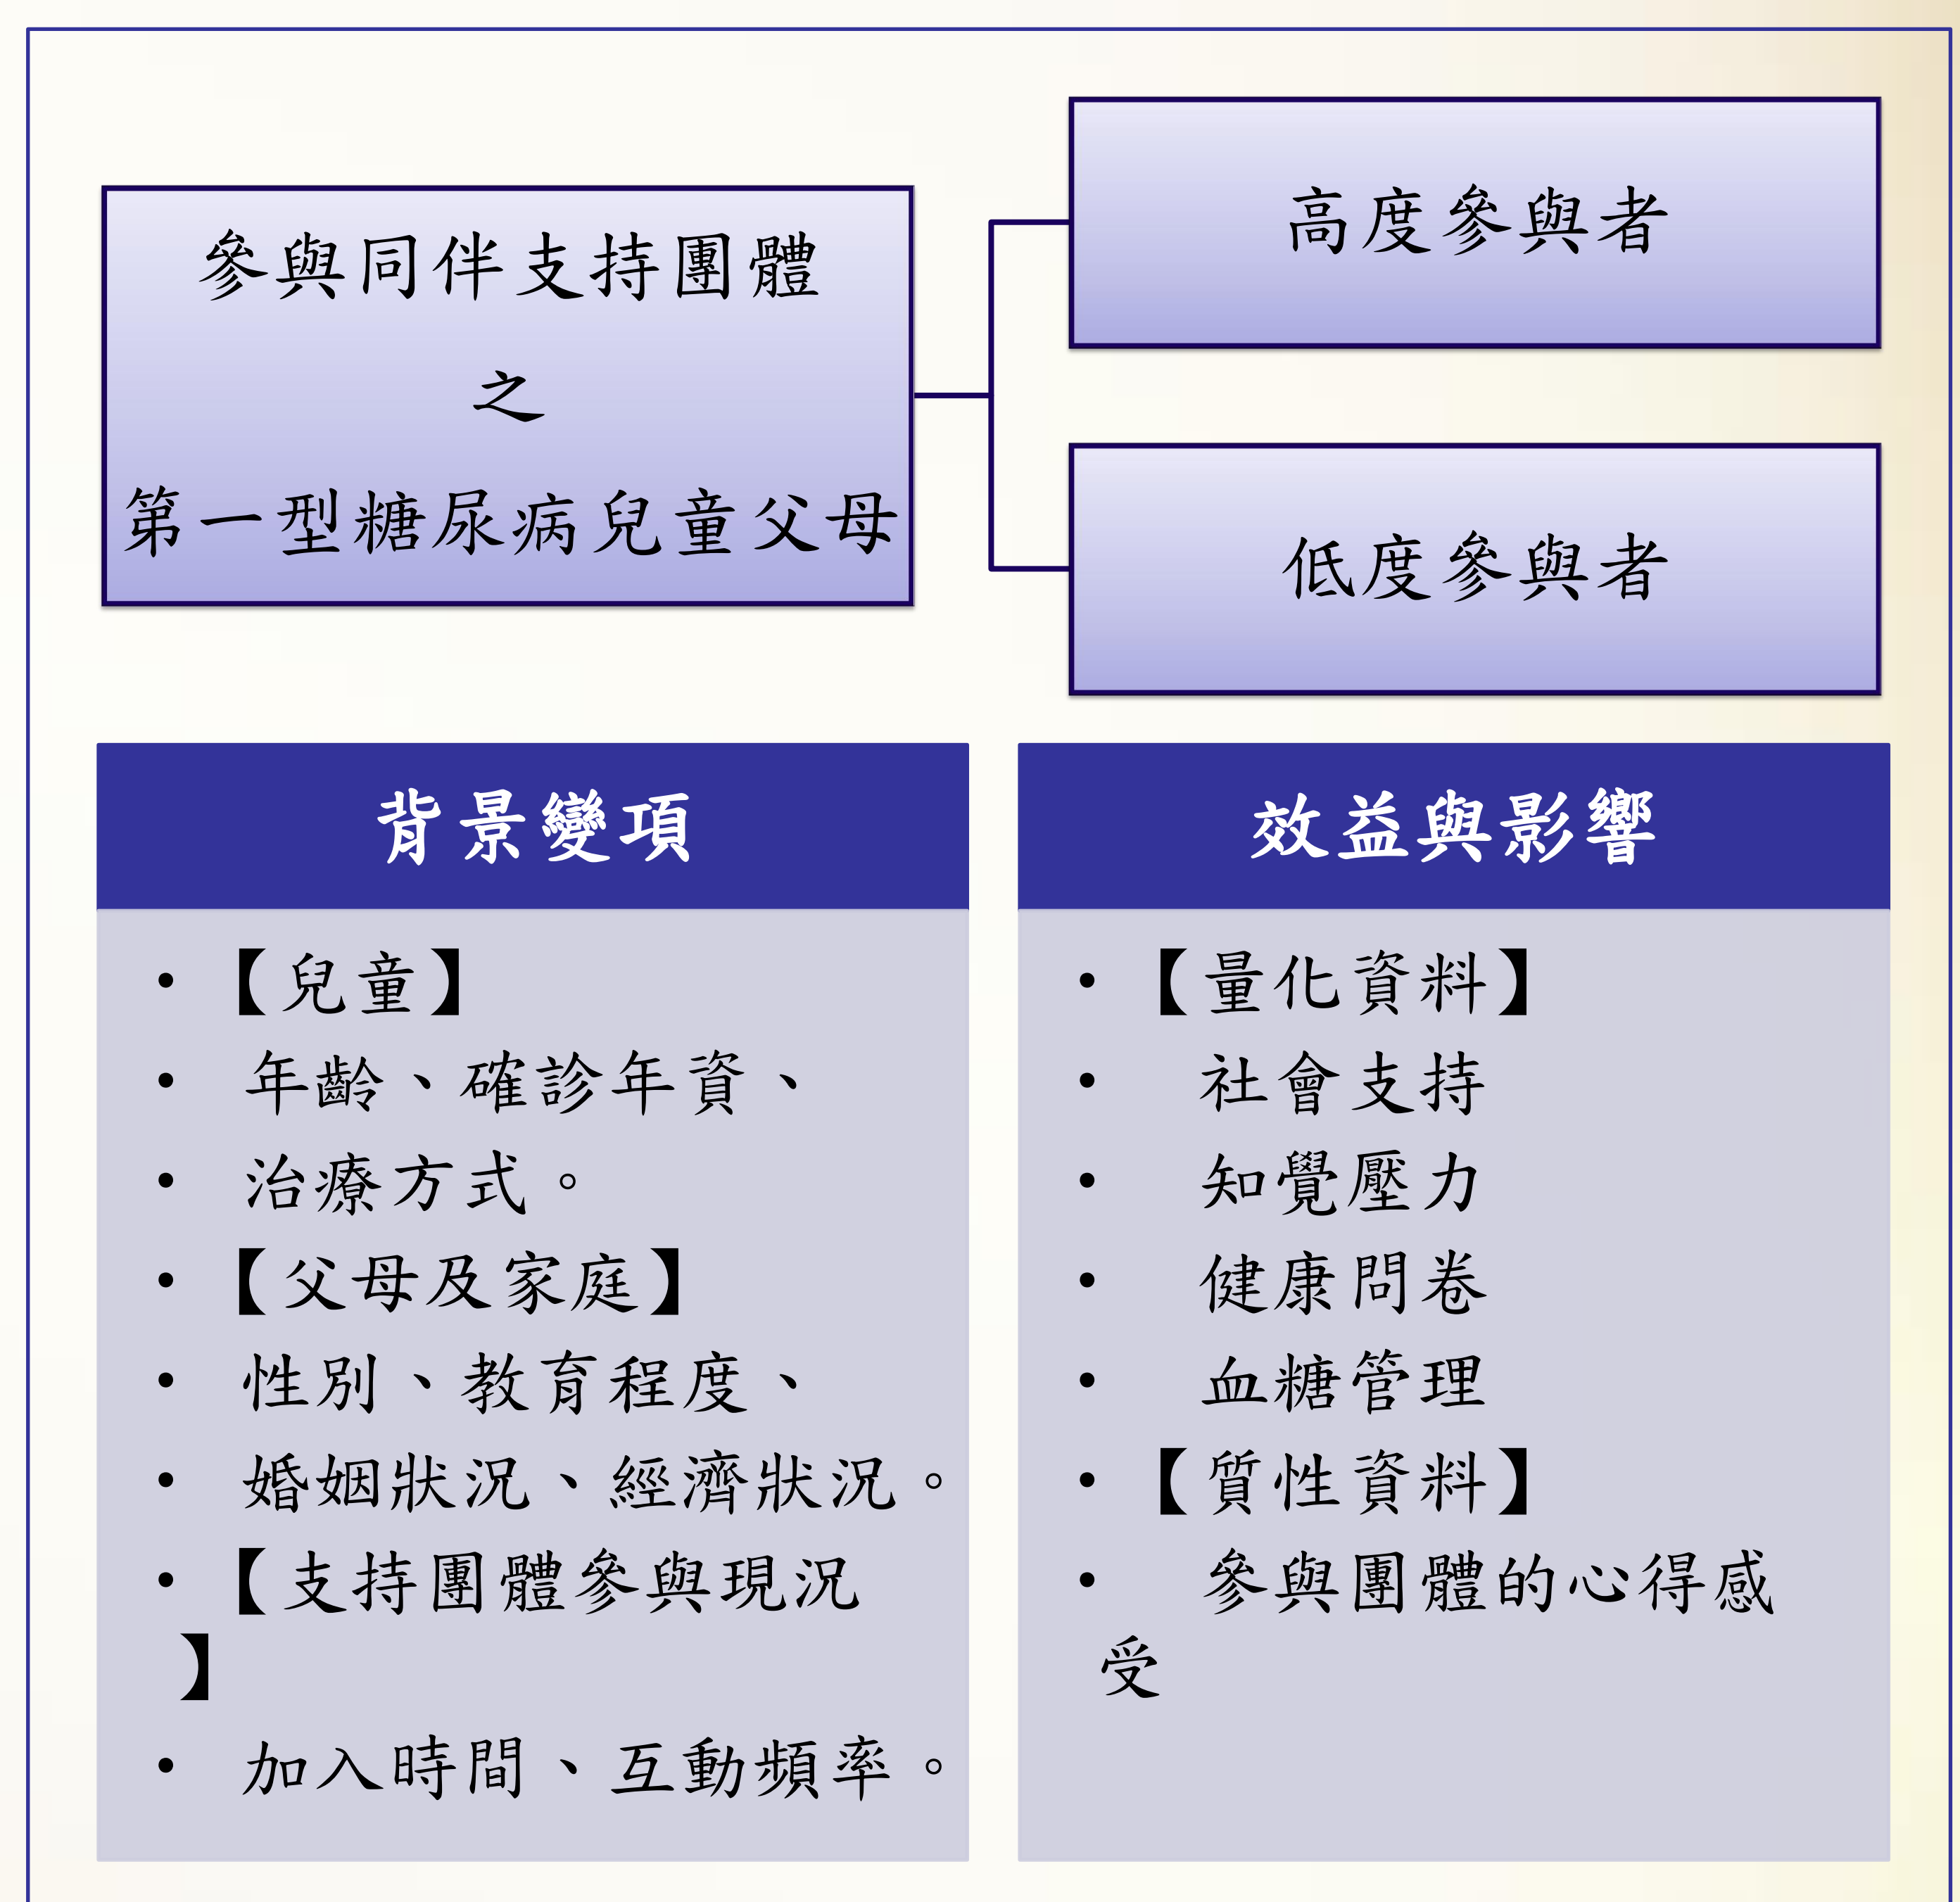 參與同伴支持團體
之
第一型糖尿病兒童父母
高度參與者
低度參與者
背景變項
• 【兒童】
• 年齡、確診年資、
• 治療方式。
• 【父母及家庭】
• 性別、教育程度、
• 婚姻狀況、經濟狀況。
• 【支持團體參與現況
】
• 加入時間、互動頻率。
效益與影響
• 【量化資料】
• 社會支持
• 知覺壓力
• 健康問卷
• 血糖管理
• 【質性資料】
• 參與團體的心得感
受